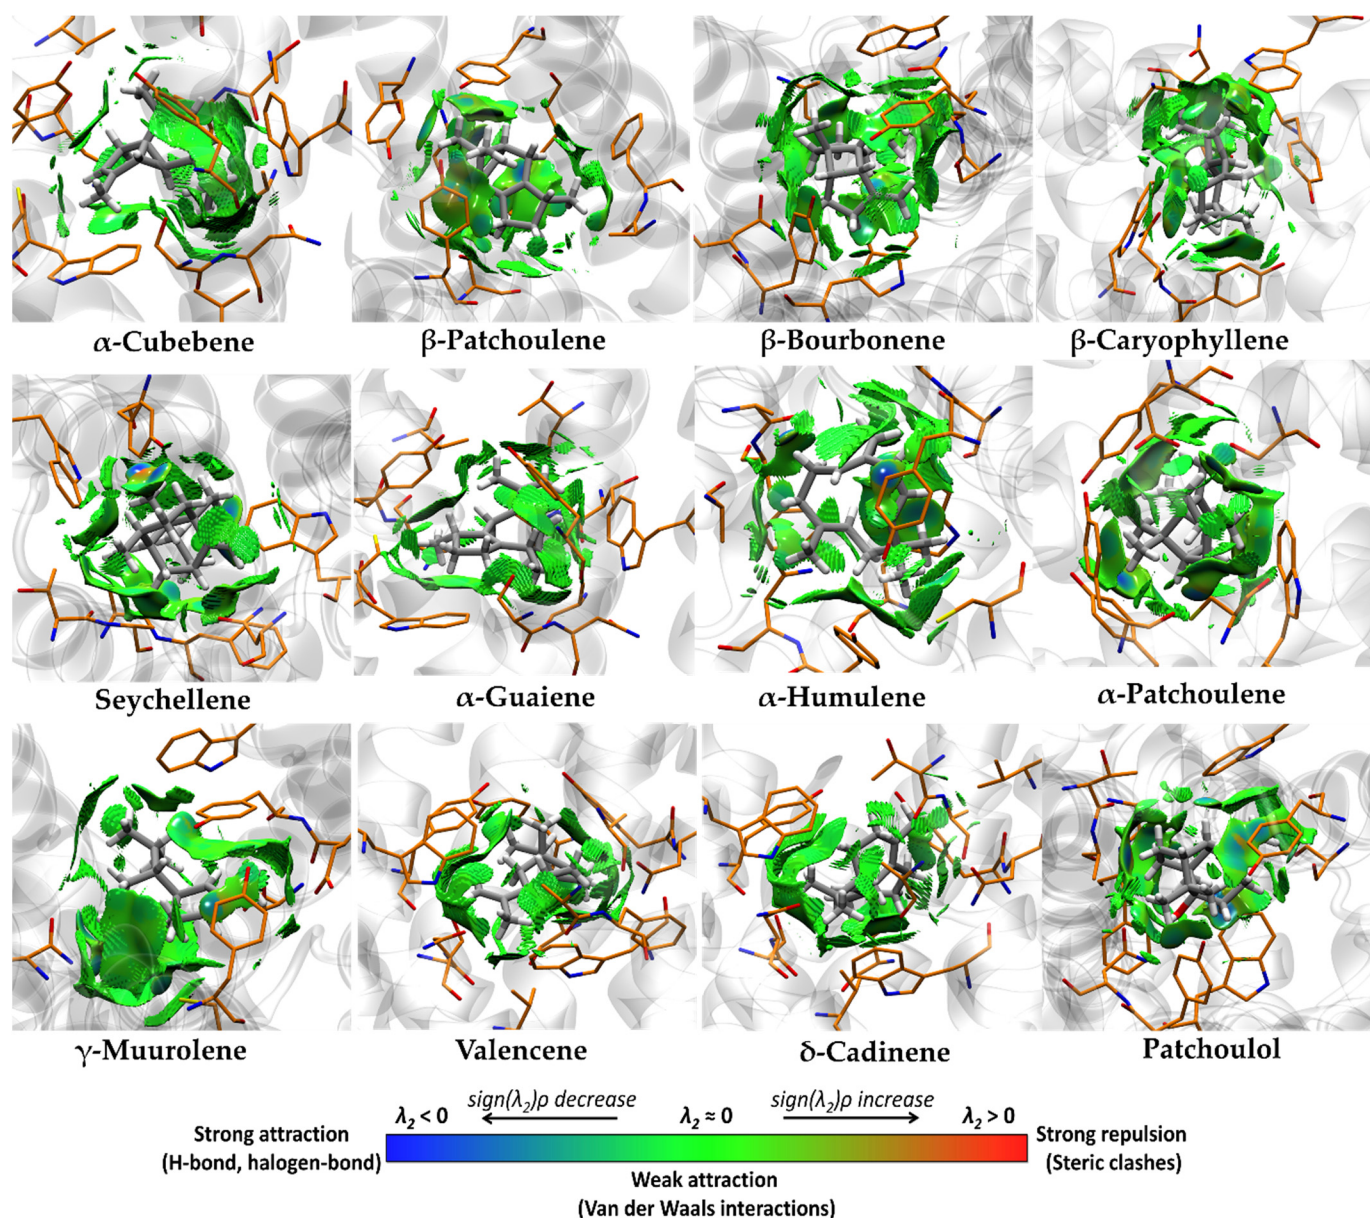 α-Cubebene
β-Patchoulene
β-Bourbonene
β-Caryophyllene
Seychellene
α-Guaiene
α-Humulene
α-Patchoulene
γ-Muurolene
Valencene
δ-Cadinene
Patchoulol
sign(λ₂)ρ decrease
sign(λ₂)ρ increase
λ₂ < 0
λ₂ ≈ 0
λ₂ > 0
Strong attraction
(H-bond, halogen-bond)
Strong repulsion
(Steric clashes)
Weak attraction
(Van der Waals interactions)